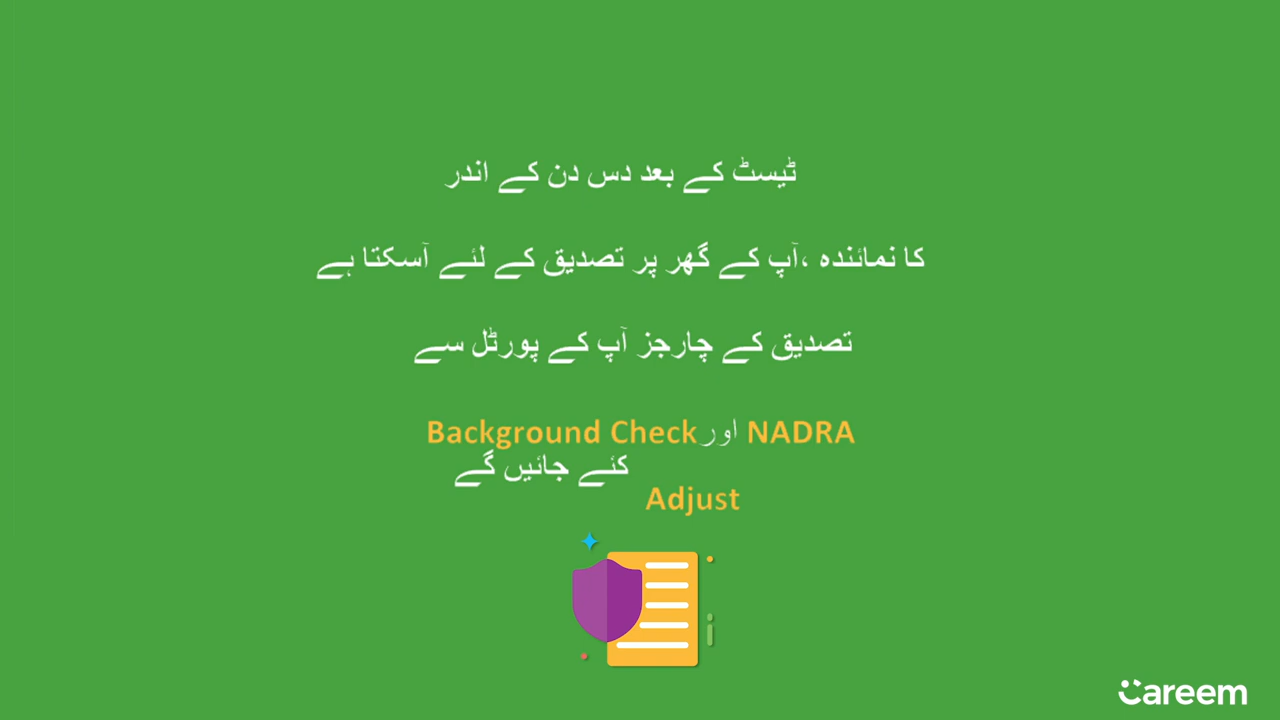 ٹیسٹ کے بعد دس دن کے اندر
کا نمائندہ ،آپ کے گھر پر تصدیق کے لئے آسکتا ہے
تصدیق کے چارجز آپ کے پورٹل سے
NADRA اور Background Check
کئے جائیں گے
Adjust
Careem